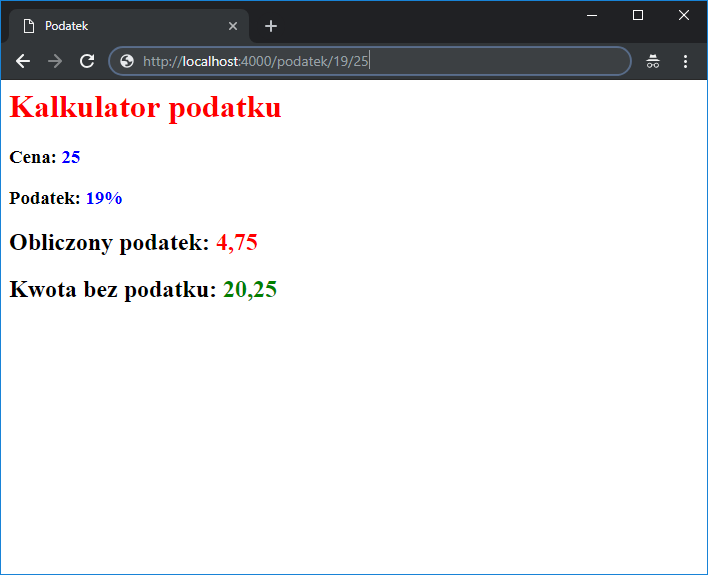 Podatek
http://localhost:4000/podatek/19/25
Kalkulator podatku
Cena: 25
Podatek: 19%
Obliczony podatek: 4,75
Kwota bez podatku: 20,25